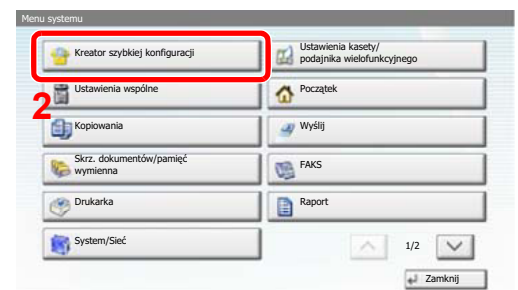 Menu systemu
Kreator szybkiej konfiguracji
Ustawienia kasety/
podajnika wielofunkcyjnego
2
Ustawienia wspólne
Początek
Kopiowania
Wyślij
Skrz. dokumentów/pamięć
wymienna
FAKS
Drukarka
Raport
System/Sieć
1/2
Zamknij